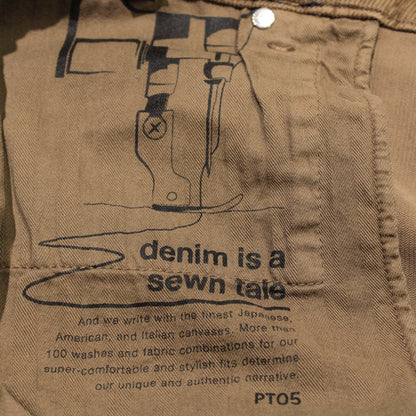 denim is a
sewn tale
And we write with the finest Japanese,
American, and Italian canvases. More than
100 washes and fabric combinations for our
super-comfortable and stylish fits determine
our unique and authentic narrative.
PT05